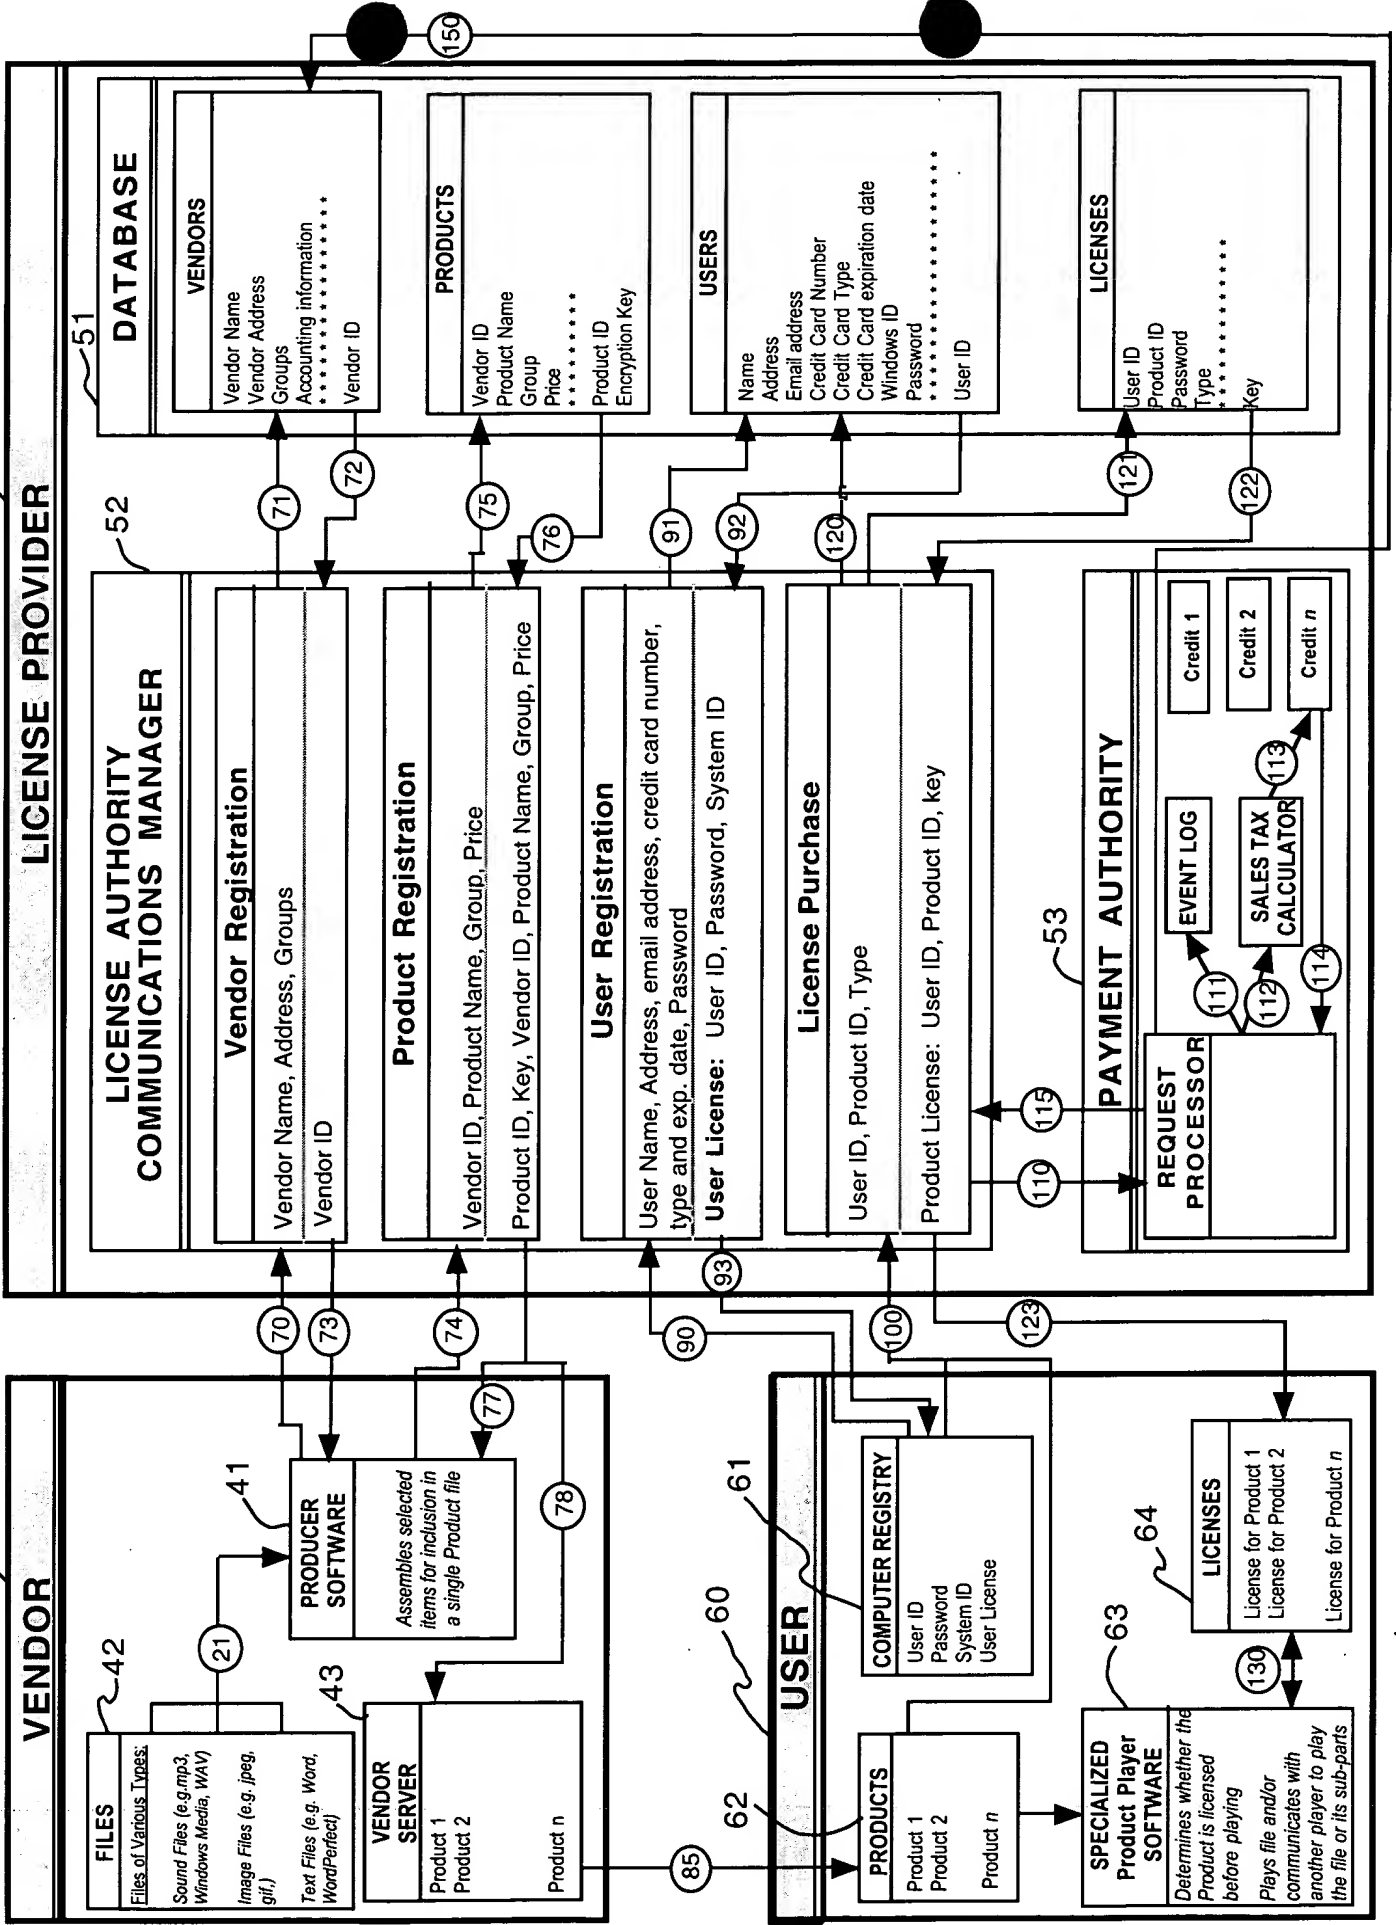 LICENSE PROVIDER
51
DATABASE
VENDORS
Vendor Name
Vendor Address
Groups
Accounting information
* * * * * * * * * * * * * *
Vendor ID
PRODUCTS
Vendor ID
Product Name
Group
Price
* * * * * * * * *
Product ID
Encryption Key
USERS
Name
Address
Email address
Credit Card Number
Credit Card Type
Credit Card expiration date
Windows ID
Password
* * * * * * * * * * * * * * * * * *
User ID
LICENSES
User ID
Product ID
Password
Type
* * * * * * * * * * * *
Key
150
71
72
75
76
91
92
120
121
122
52
LICENSE AUTHORITY
COMMUNICATIONS MANAGER
Vendor Registration
Vendor Name, Address, Groups
Vendor ID
Product Registration
Vendor ID, Product Name, Group, Price
Product ID, Key, Vendor ID, Product Name, Group, Price
User Registration
User Name, Address, email address, credit card number,
type and exp. date, Password
User License: User ID, Password, System ID
License Purchase
User ID, Product ID, Type
Product License: User ID, Product ID, key
53
PAYMENT AUTHORITY
REQUEST
PROCESSOR
EVENT LOG
SALES TAX
CALCULATOR
Credit 1
Credit 2
Credit n
110
115
111
112
113
114
70
73
74
77
78
90
93
100
123
VENDOR
42
FILES
Files of Various Types:
Sound Files (e.g.mp3,
Windows Media, WAV)
Image Files (e.g. jpeg,
gif,)
Text Files (e.g. Word,
WordPerfect)
21
41
PRODUCER
SOFTWARE
Assembles selected
items for inclusion in
a single Product file
43
VENDOR
SERVER
Product 1
Product 2
Product n
85
60
USER
61
COMPUTER REGISTRY
User ID
Password
System ID
User License
62
PRODUCTS
Product 1
Product 2
Product n
63
SPECIALIZED
Product Player
SOFTWARE
Determines whether the
Product is licensed
before playing
Plays file and/or
communicates with
another player to play
the file or its sub-parts
130
64
LICENSES
License for Product 1
License for Product 2
License for Product n